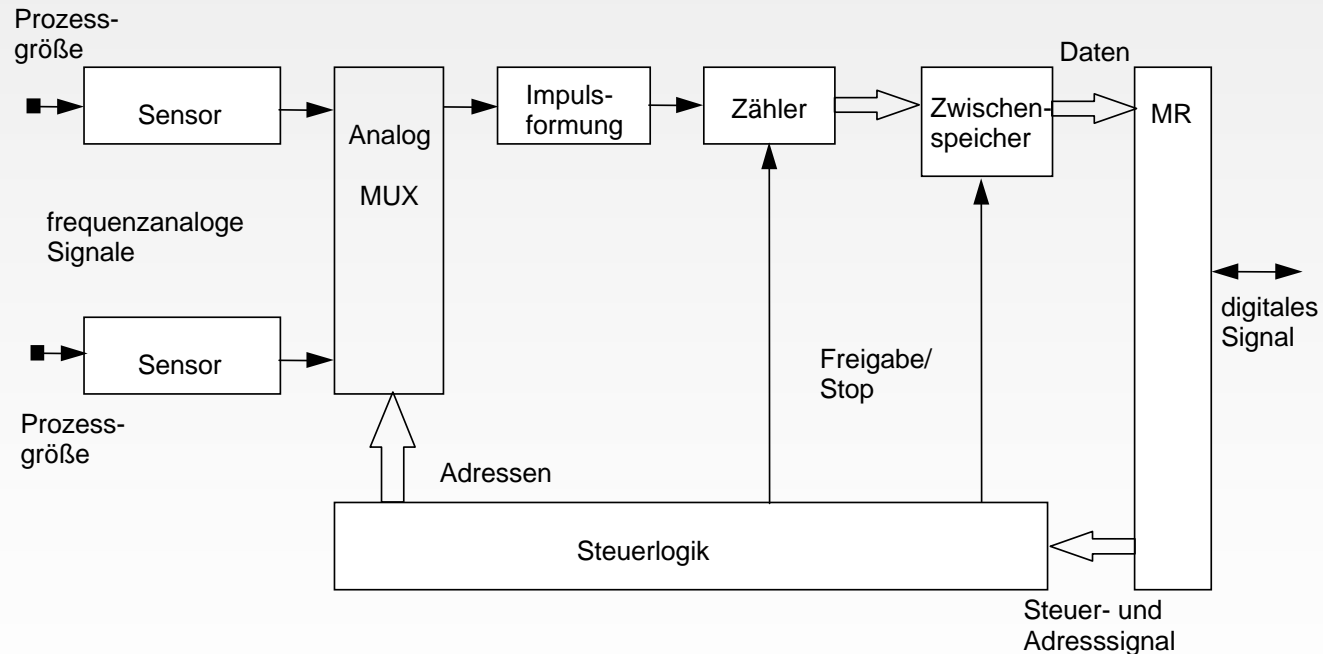 Prozess-
größe
Sensor
Analog
MUX
Impuls-
formung
Zähler
Zwischen-
speicher
Daten
MR
frequenzanaloge
Signale
Sensor
Prozess-
größe
Adressen
Freigabe/
Stop
digitales
Signal
Steuerlogik
Steuer- und
Adresssignal